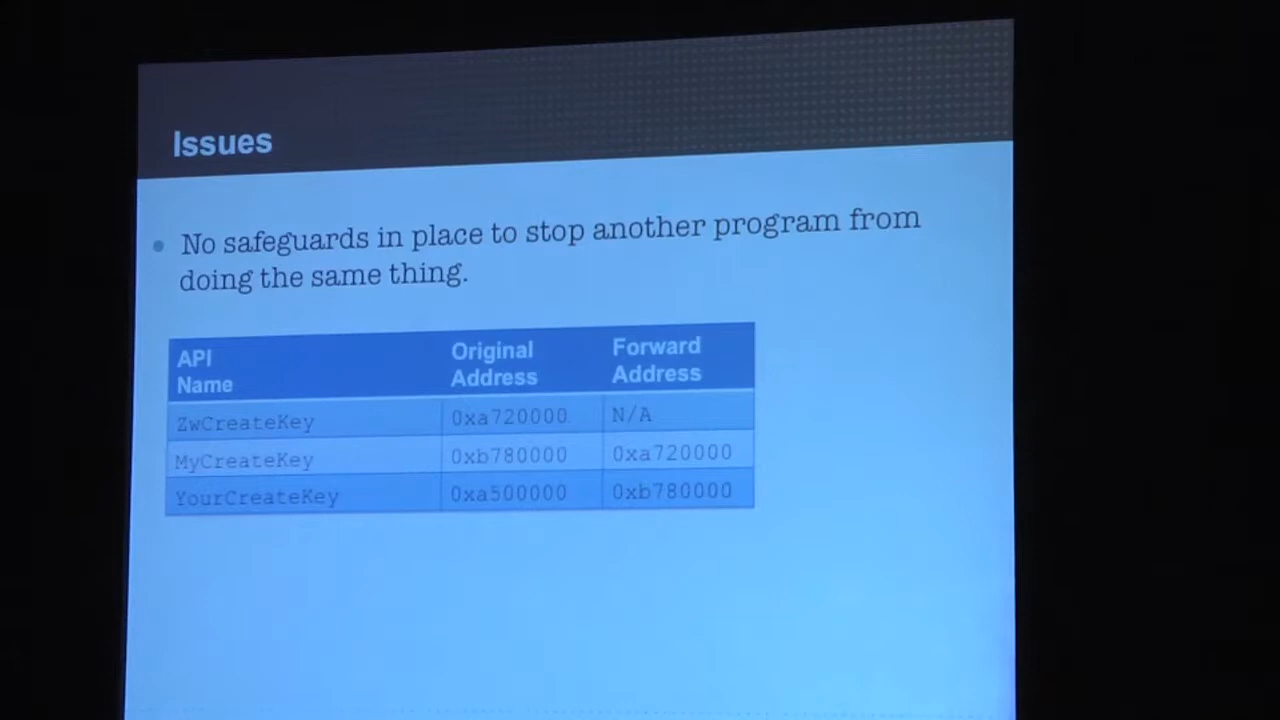 Issues
No safeguards in place to stop another program from
doing the same thing.
API Name Original Address Forward Address
ZwCreateKey 0xa720000 N/A
MyCreateKey 0xb780000 0xa720000
YourCreateKey 0xa500000 0xb780000